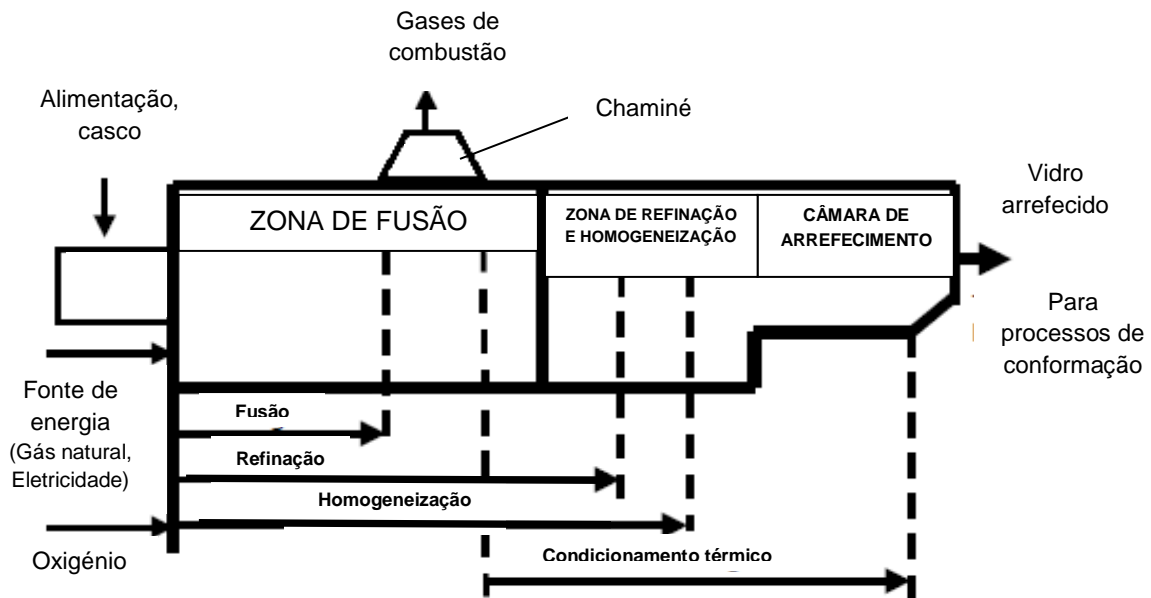 Gases de
combustão
Alimentação,
casco
Chaminé
Vidro
arrefecido
ZONA DE FUSÃO
ZONA DE REFINAÇÃO
E HOMOGENEIZAÇÃO
CÂMARA DE
ARREFECIMENTO
Para
processos de
conformação
Fonte de
energia
(Gás natural,
Eletricidade)
Oxigénio
Fusão
Refinação
Homogeneização
Condicionamento térmico